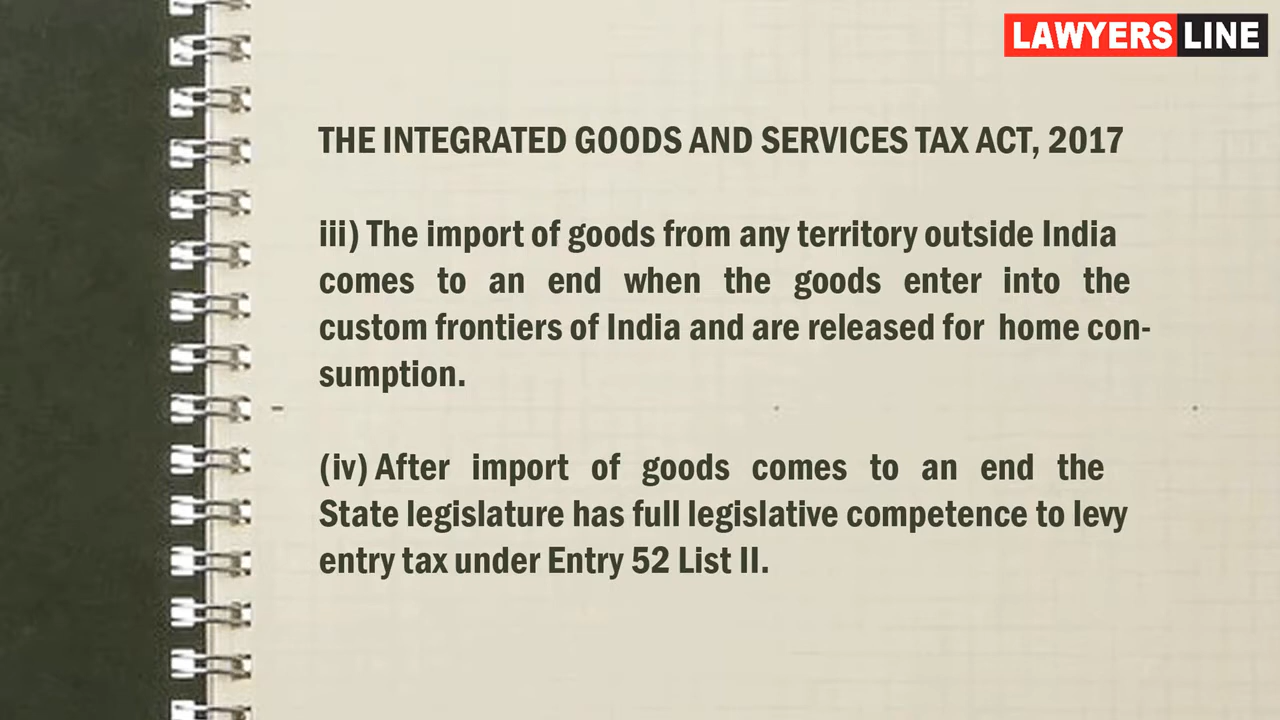 LAWYERS LINE
THE INTEGRATED GOODS AND SERVICES TAX ACT, 2017
iii) The import of goods from any territory outside India
comes to an end when the goods enter into the
custom frontiers of India and are released for home con-
sumption.
(iv) After import of goods comes to an end the
State legislature has full legislative competence to levy
entry tax under Entry 52 List II.